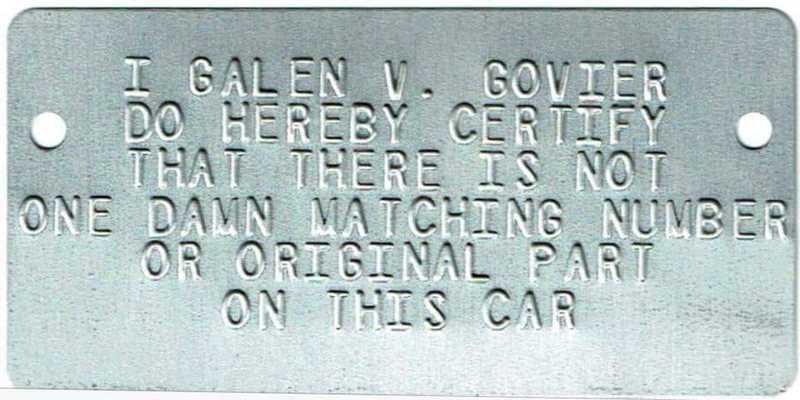 I GALEN V. GOVIER
DO HEREBY CERTIFY
THAT THERE IS NOT
ONE DAMN MATCHING NUMBER
OR ORIGINAL PART
ON THIS CAR